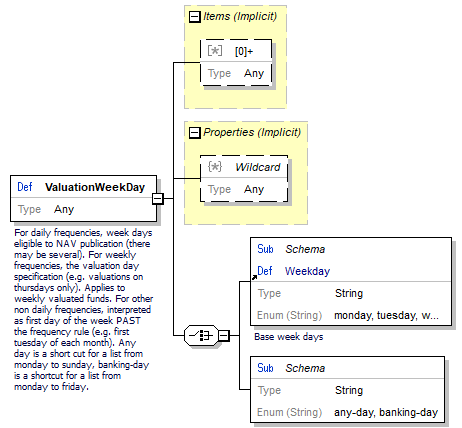 Items (Implicit)
[*] [0]+
Type Any
Properties (Implicit)
{*} Wildcard
Type Any
Def ValuationWeekDay
Type Any
For daily frequencies, week days
eligible to NAV publication (there
may be several). For weekly
frequencies, the valuation day
specification (e.g. valuations on
thursdays only). Applies to
weekly valuated funds. For other
non daily frequencies, interpreted
as first day of the week PAST
the frequency rule (e.g. first
tuesday of each month). Any
day is a short cut for a list from
monday to sunday, banking-day
is a shortcut for a list from
monday to friday.
Sub Schema
Def Weekday
Type String
Enum (String) monday, tuesday, w...
Base week days
Sub Schema
Type String
Enum (String) any-day, banking-day